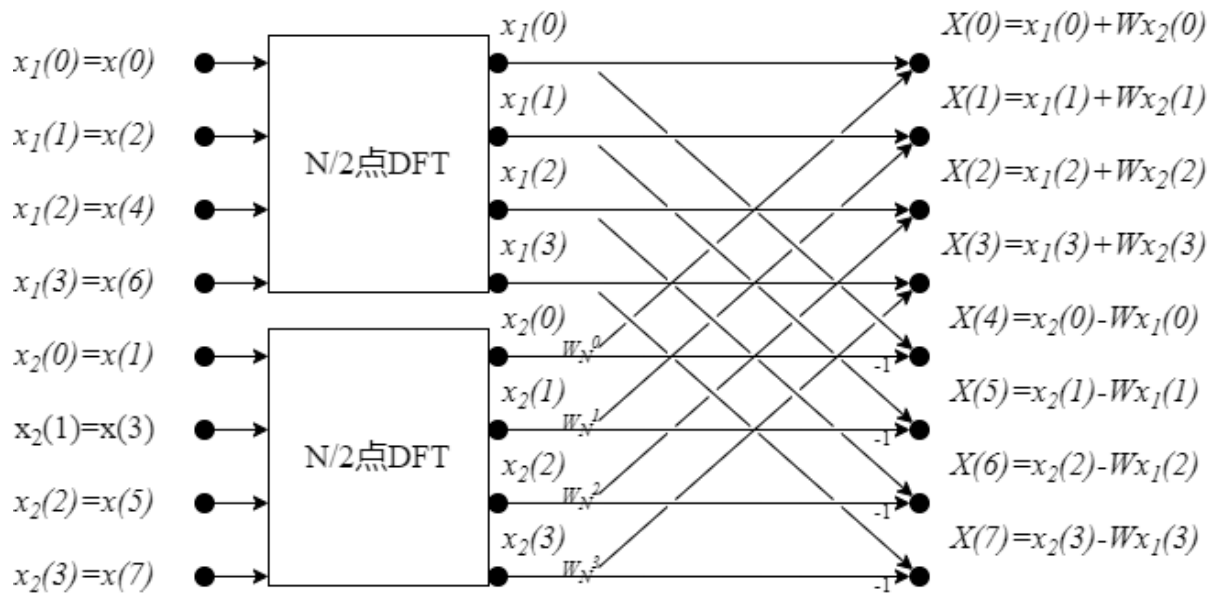 x₁(0)=x(0)
x₁(1)=x(2)
x₁(2)=x(4)
x₁(3)=x(6)
x₂(0)=x(1)
x₂(1)=x(3)
x₂(2)=x(5)
x₂(3)=x(7)
N/2点DFT
N/2点DFT
x₁(0)
x₁(1)
x₁(2)
x₁(3)
x₂(0)
x₂(1)
x₂(2)
x₂(3)
W_N⁰
W_N¹
W_N²
W_N³
-1
-1
-1
-1
X(0)=x₁(0)+Wx₂(0)
X(1)=x₁(1)+Wx₂(1)
X(2)=x₁(2)+Wx₂(2)
X(3)=x₁(3)+Wx₂(3)
X(4)=x₂(0)-Wx₁(0)
X(5)=x₂(1)-Wx₁(1)
X(6)=x₂(2)-Wx₁(2)
X(7)=x₂(3)-Wx₁(3)